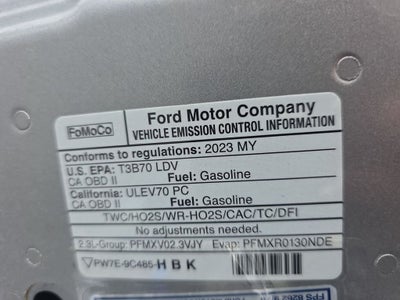 FoMoCo
Ford Motor Company
VEHICLE EMISSION CONTROL INFORMATION
Conforms to regulations: 2023 MY
U.S. EPA: T3B70 LDV
CA OBD II Fuel: Gasoline
California: ULEV70 PC
CA OBD II Fuel: Gasoline
TWC/HO2S/WR-HO2S/CAC/TC/DFI
No adjustments needed.
2.3L-Group: PFMXV02.3VJY Evap: PFMXR0130NDE
PW7E-9C485-HBK